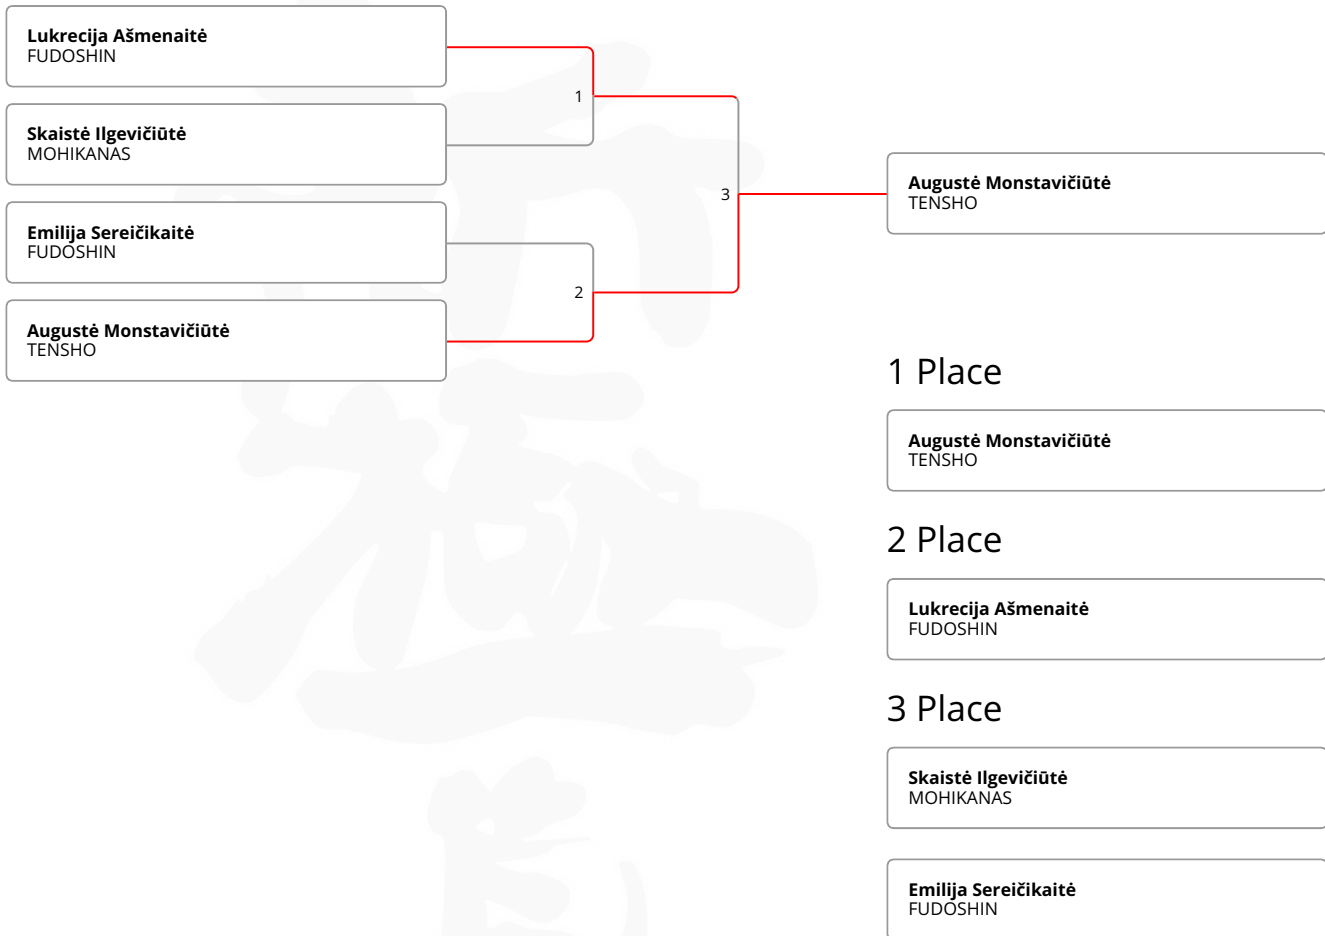 Lukrecija Ašmenaitė
FUDOSHIN
Skaistė Ilgevičiūtė
MOHIKANAS
Emilija Sereičikaitė
FUDOSHIN
Augustė Monstavičiūtė
TENSHO
1
2
3
Augustė Monstavičiūtė
TENSHO
1 Place
Augustė Monstavičiūtė
TENSHO
2 Place
Lukrecija Ašmenaitė
FUDOSHIN
3 Place
Skaistė Ilgevičiūtė
MOHIKANAS
Emilija Sereičikaitė
FUDOSHIN